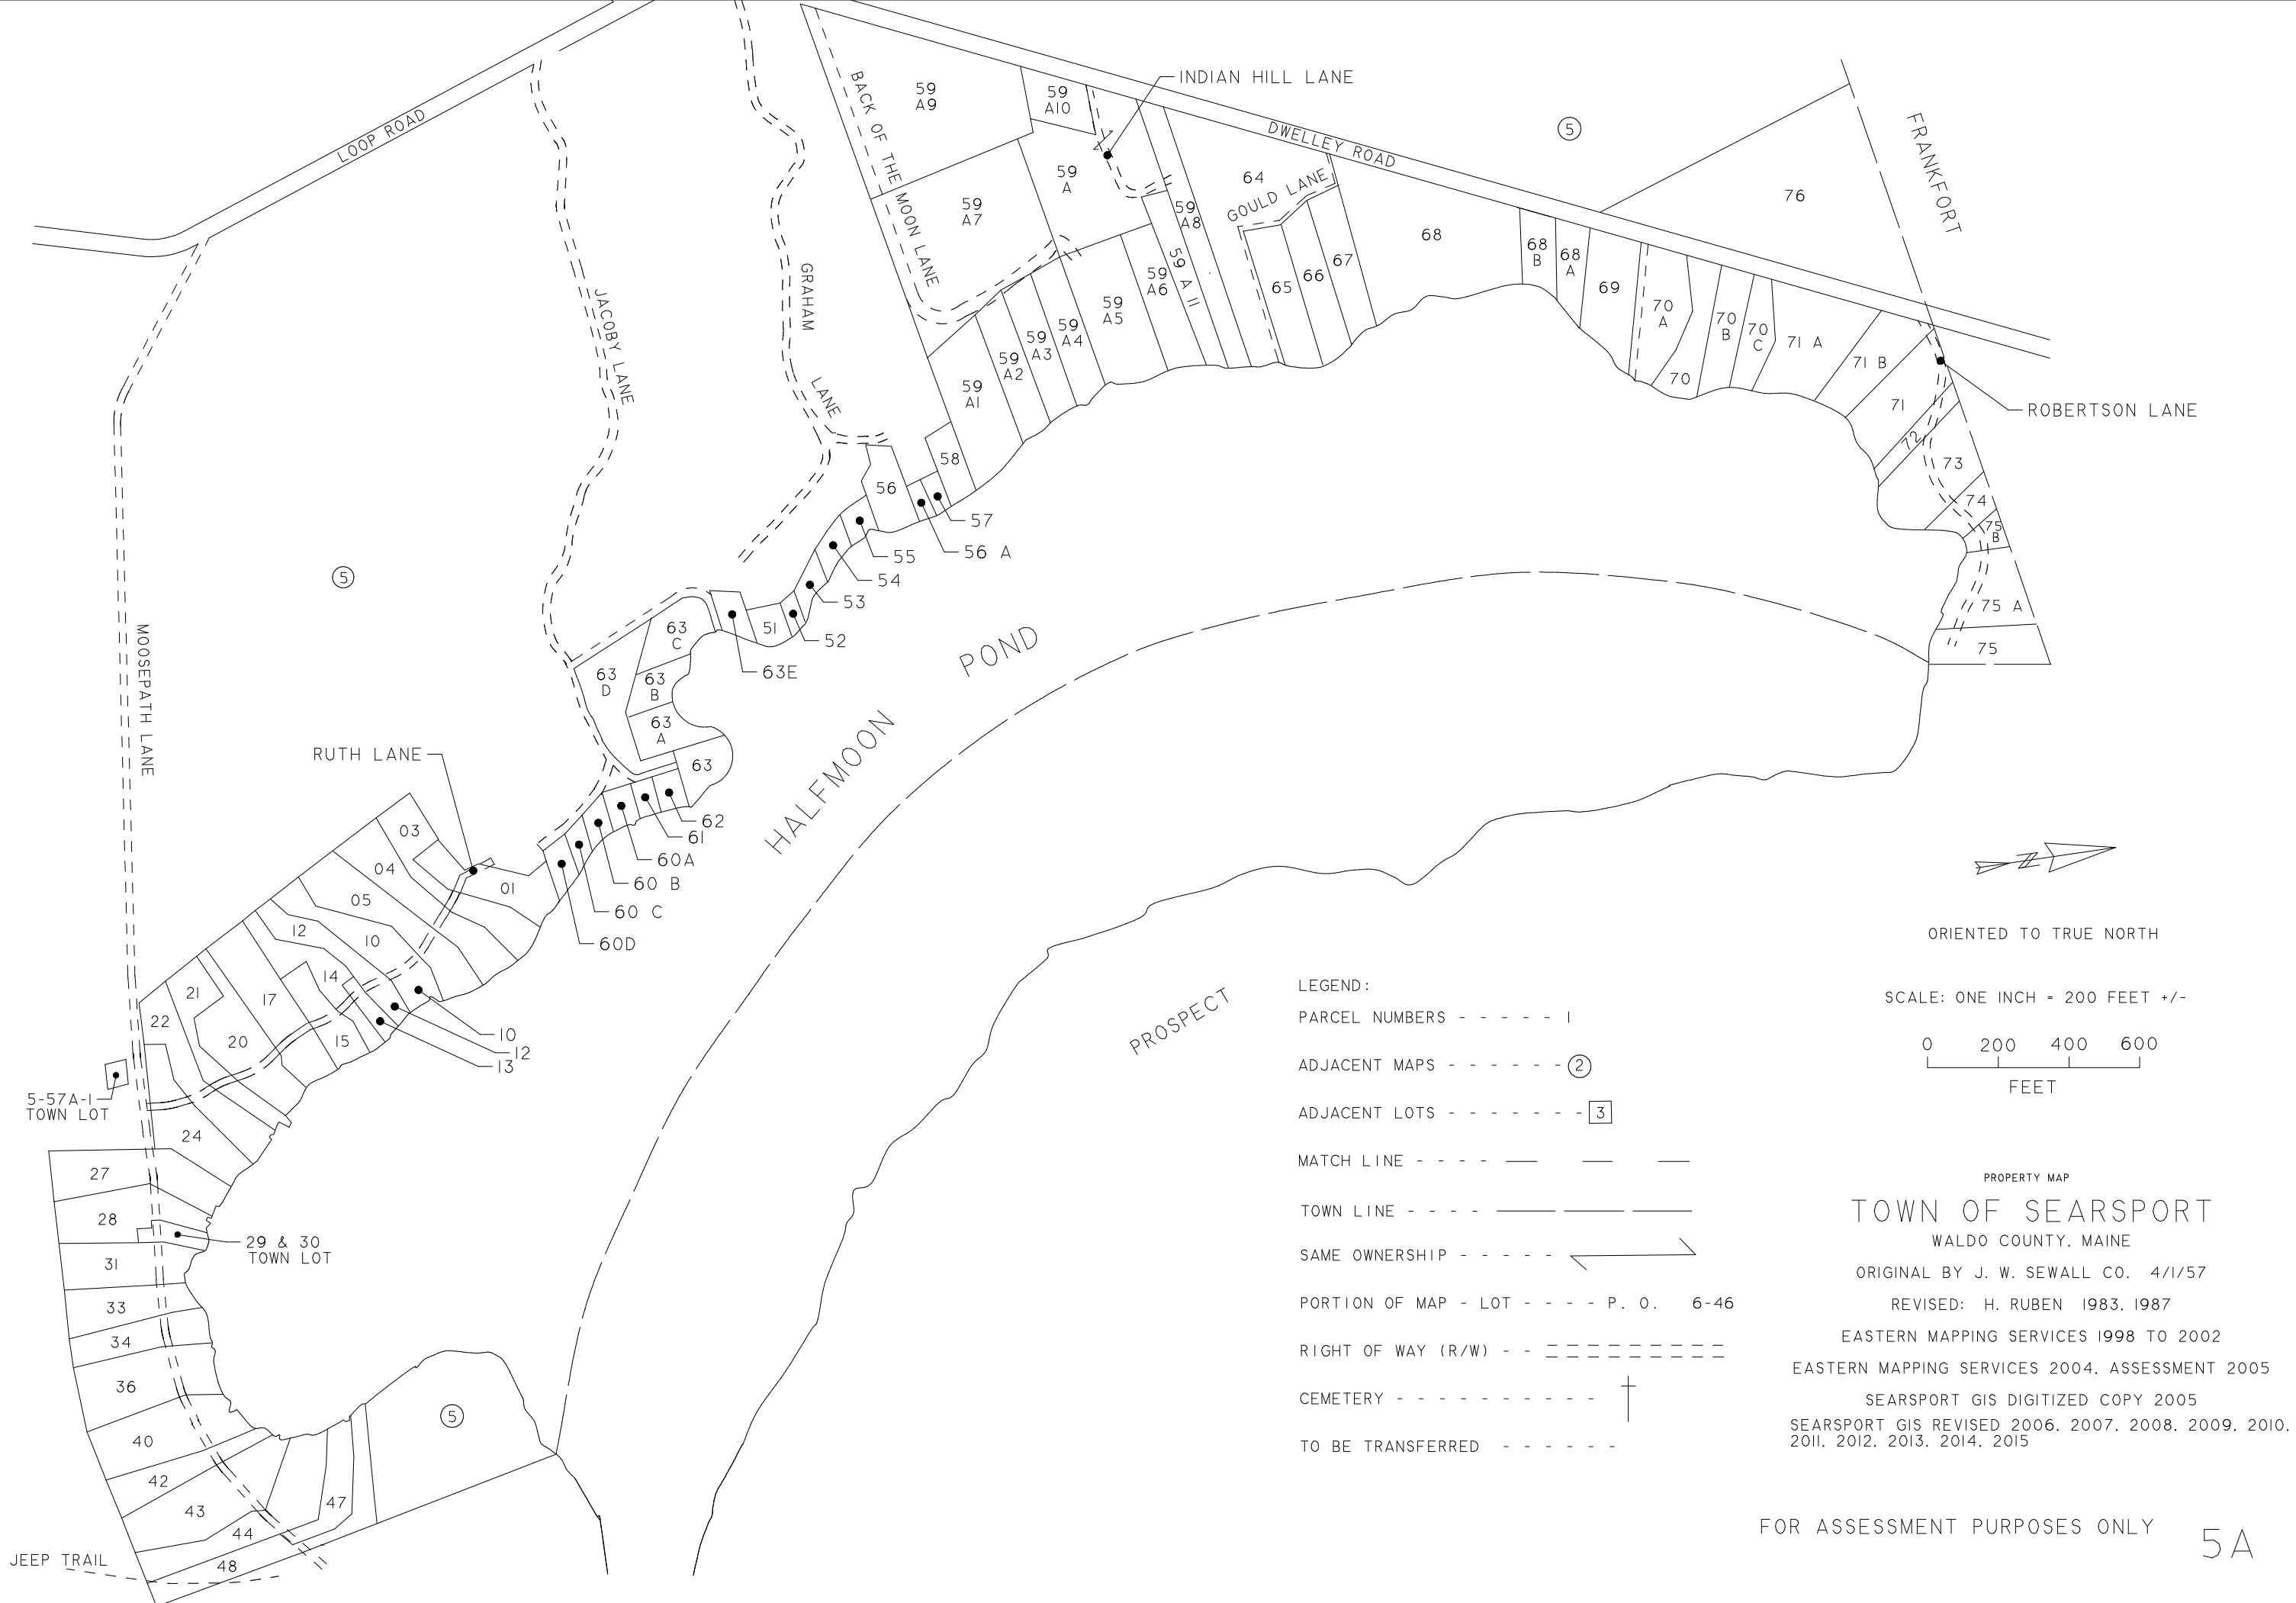 INDIAN HILL LANE
LOOP ROAD
BACK OF THE MOON LANE
DWELLEY ROAD
FRANKFORT
JACOBY LANE
GRAHAM
LANE
GOULD LANE
ROBERTSON LANE
MOOSEPATH LANE
RUTH LANE
HALFMOON
POND
PROSPECT
5
5
5
59
A9
59
A10
59
A
59
A7
59
A8
59 A 11
59
A6
59
A5
59
A4
59
A3
59
A2
59
A1
64
65
66
67
68
68
B
68
A
69
70
A
70
70
B
70
C
71 A
71 B
71
72
73
74
75
B
75 A
75
76
58
56
57
56 A
55
54
53
52
51
63E
63
C
63
D
63
B
63
A
63
62
61
60A
60 B
60 C
60D
03
04
01
05
10
12
14
10
12
13
15
17
20
21
22
24
5-57A-1
TOWN LOT
27
28
29 & 30
TOWN LOT
31
33
34
36
40
42
43
44
47
48
JEEP TRAIL
LEGEND:
PARCEL NUMBERS - - - - - 1
ADJACENT MAPS - - - - - - 2
ADJACENT LOTS - - - - - - - 3
MATCH LINE - - - -
TOWN LINE - - - -
SAME OWNERSHIP - - - - -
PORTION OF MAP - LOT - - - - P. O. 6-46
RIGHT OF WAY (R/W) - -
CEMETERY - - - - - - - - - -
TO BE TRANSFERRED - - - - - -
N
ORIENTED TO TRUE NORTH
SCALE: ONE INCH = 200 FEET +/-
0 200 400 600
FEET
PROPERTY MAP
TOWN OF SEARSPORT
WALDO COUNTY, MAINE
ORIGINAL BY J. W. SEWALL CO. 4/1/57
REVISED: H. RUBEN 1983, 1987
EASTERN MAPPING SERVICES 1998 TO 2002
EASTERN MAPPING SERVICES 2004, ASSESSMENT 2005
SEARSPORT GIS DIGITIZED COPY 2005
SEARSPORT GIS REVISED 2006, 2007, 2008, 2009, 2010,
2011, 2012, 2013, 2014, 2015
FOR ASSESSMENT PURPOSES ONLY
5A